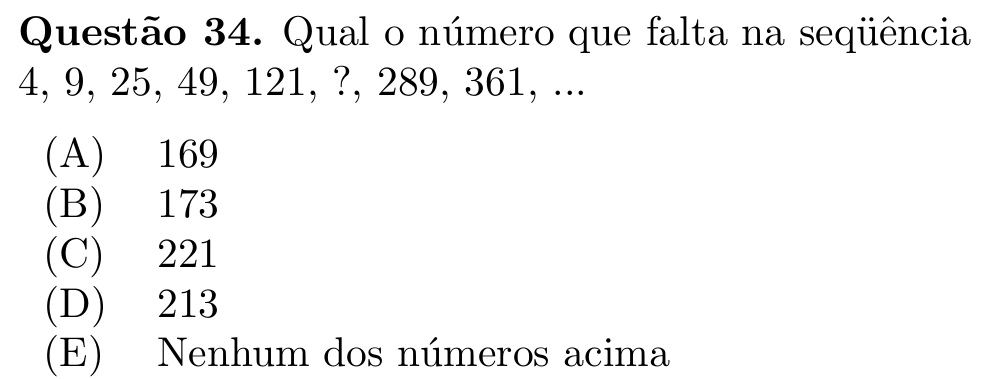 Questão 34. Qual o número que falta na seqüência
4, 9, 25, 49, 121, ?, 289, 361, ...
(A) 169
(B) 173
(C) 221
(D) 213
(E) Nenhum dos números acima